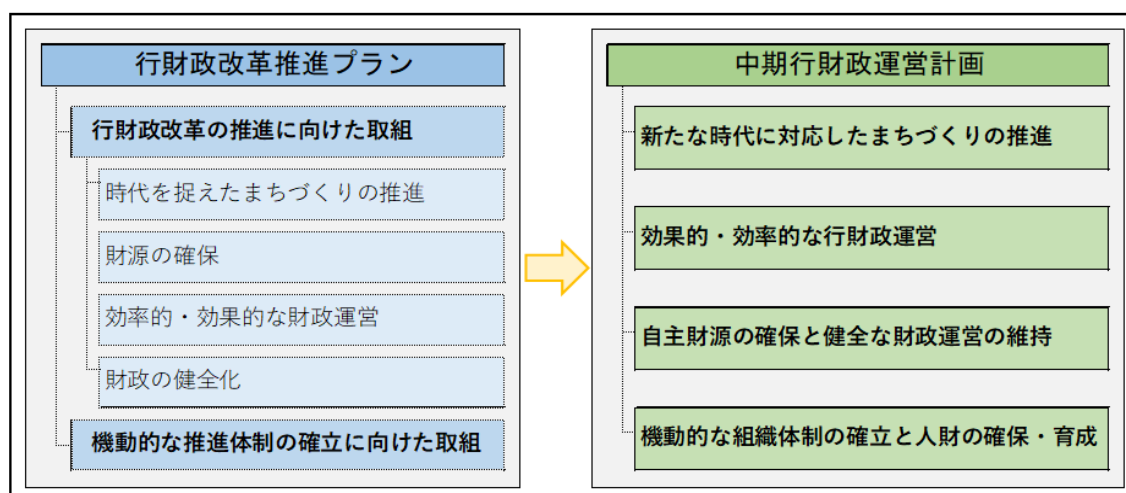 行財政改革推進プラン
行財政改革の推進に向けた取組
時代を捉えたまちづくりの推進
財源の確保
効率的・効果的な財政運営
財政の健全化
機動的な推進体制の確立に向けた取組
中期行財政運営計画
新たな時代に対応したまちづくりの推進
効果的・効率的な行財政運営
自主財源の確保と健全な財政運営の維持
機動的な組織体制の確立と人財の確保・育成